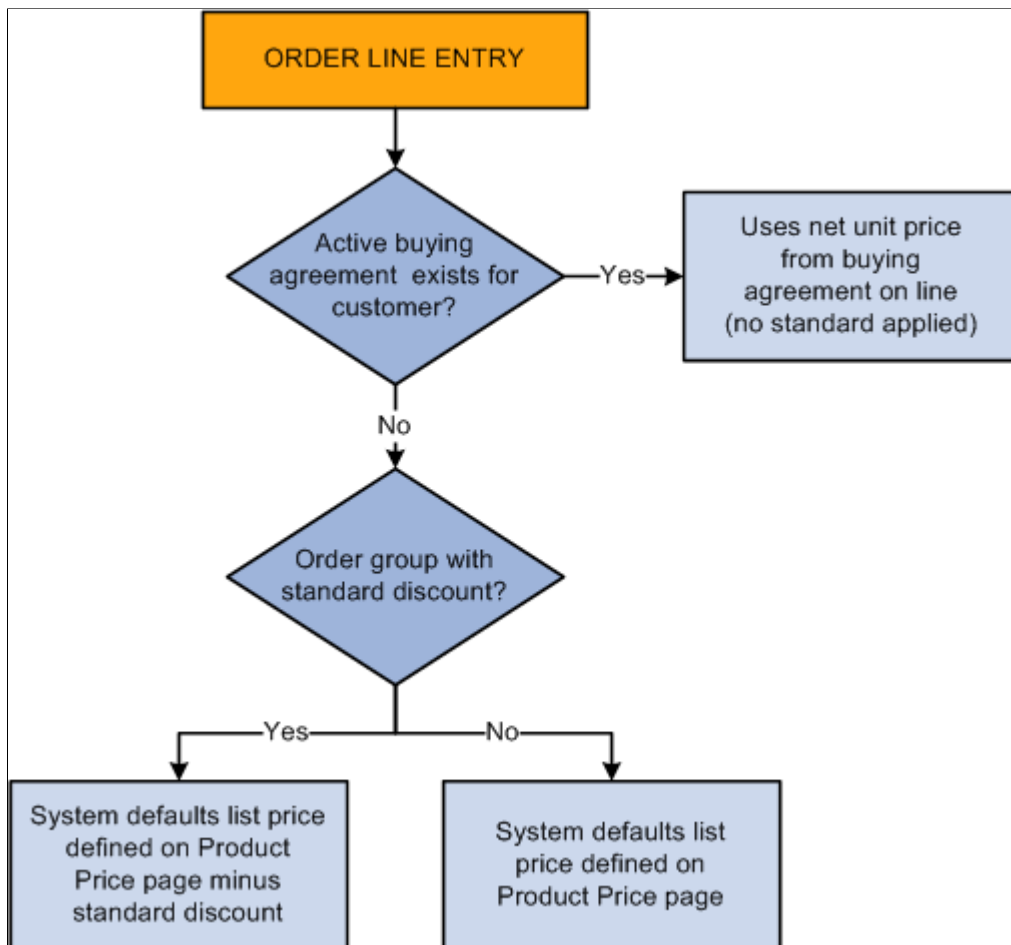 ORDER LINE ENTRY
Active buying
agreement exists for
customer?
Yes
Uses net unit price
from buying
agreement on line
(no standard applied)
No
Order group with
standard discount?
Yes
No
System defaults list price
defined on Product
Price page minus
standard discount
System defaults list
price defined on
Product Price page